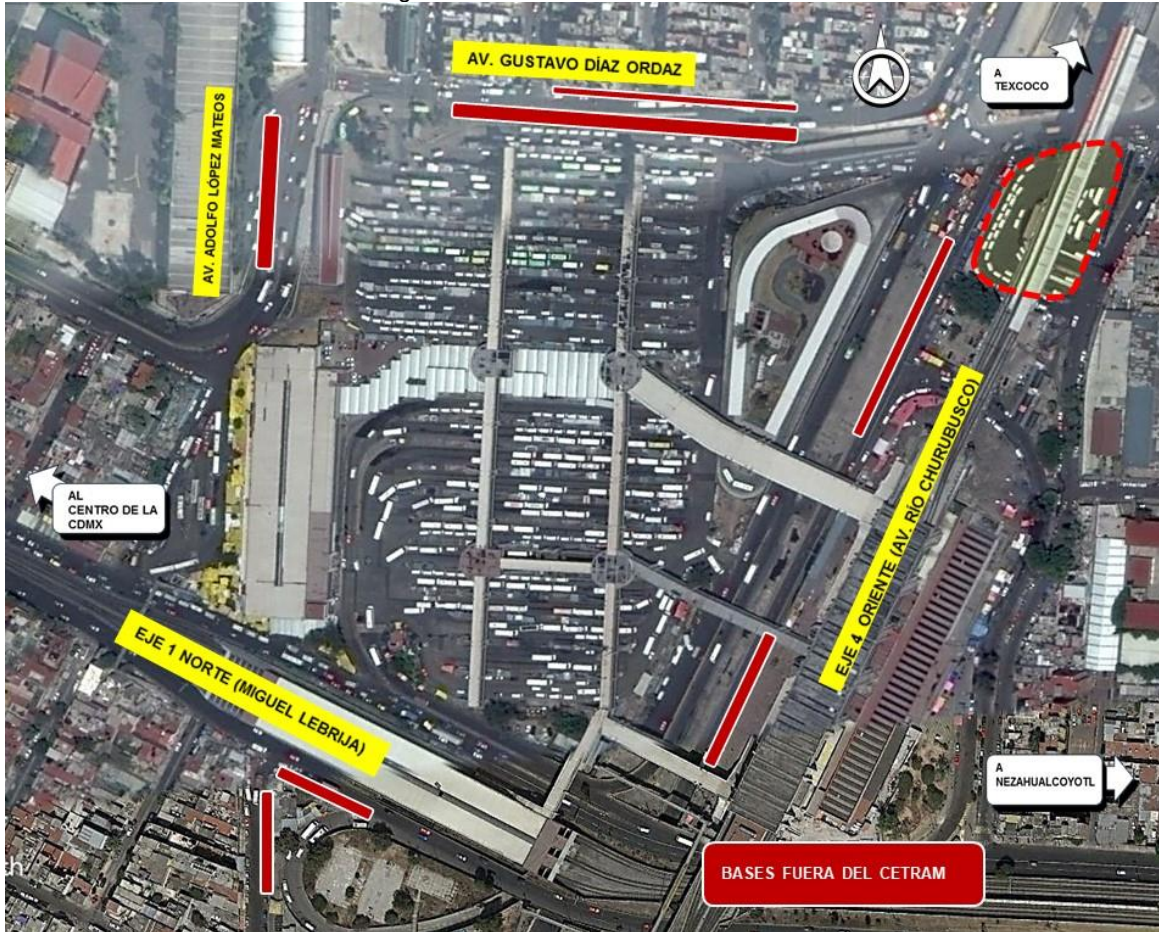 AV. GUSTAVO DÍAZ ORDAZ
A
TEXCOCO
AV. ADOLFO LÓPEZ MATEOS
AL
CENTRO DE LA
CDMX
EJE 4 ORIENTE (AV. RÍO CHURUBUSCO)
EJE 1 NORTE (MIGUEL LEBRIJA)
A
NEZAHUALCOYOTL
BASES FUERA DEL CETRAM